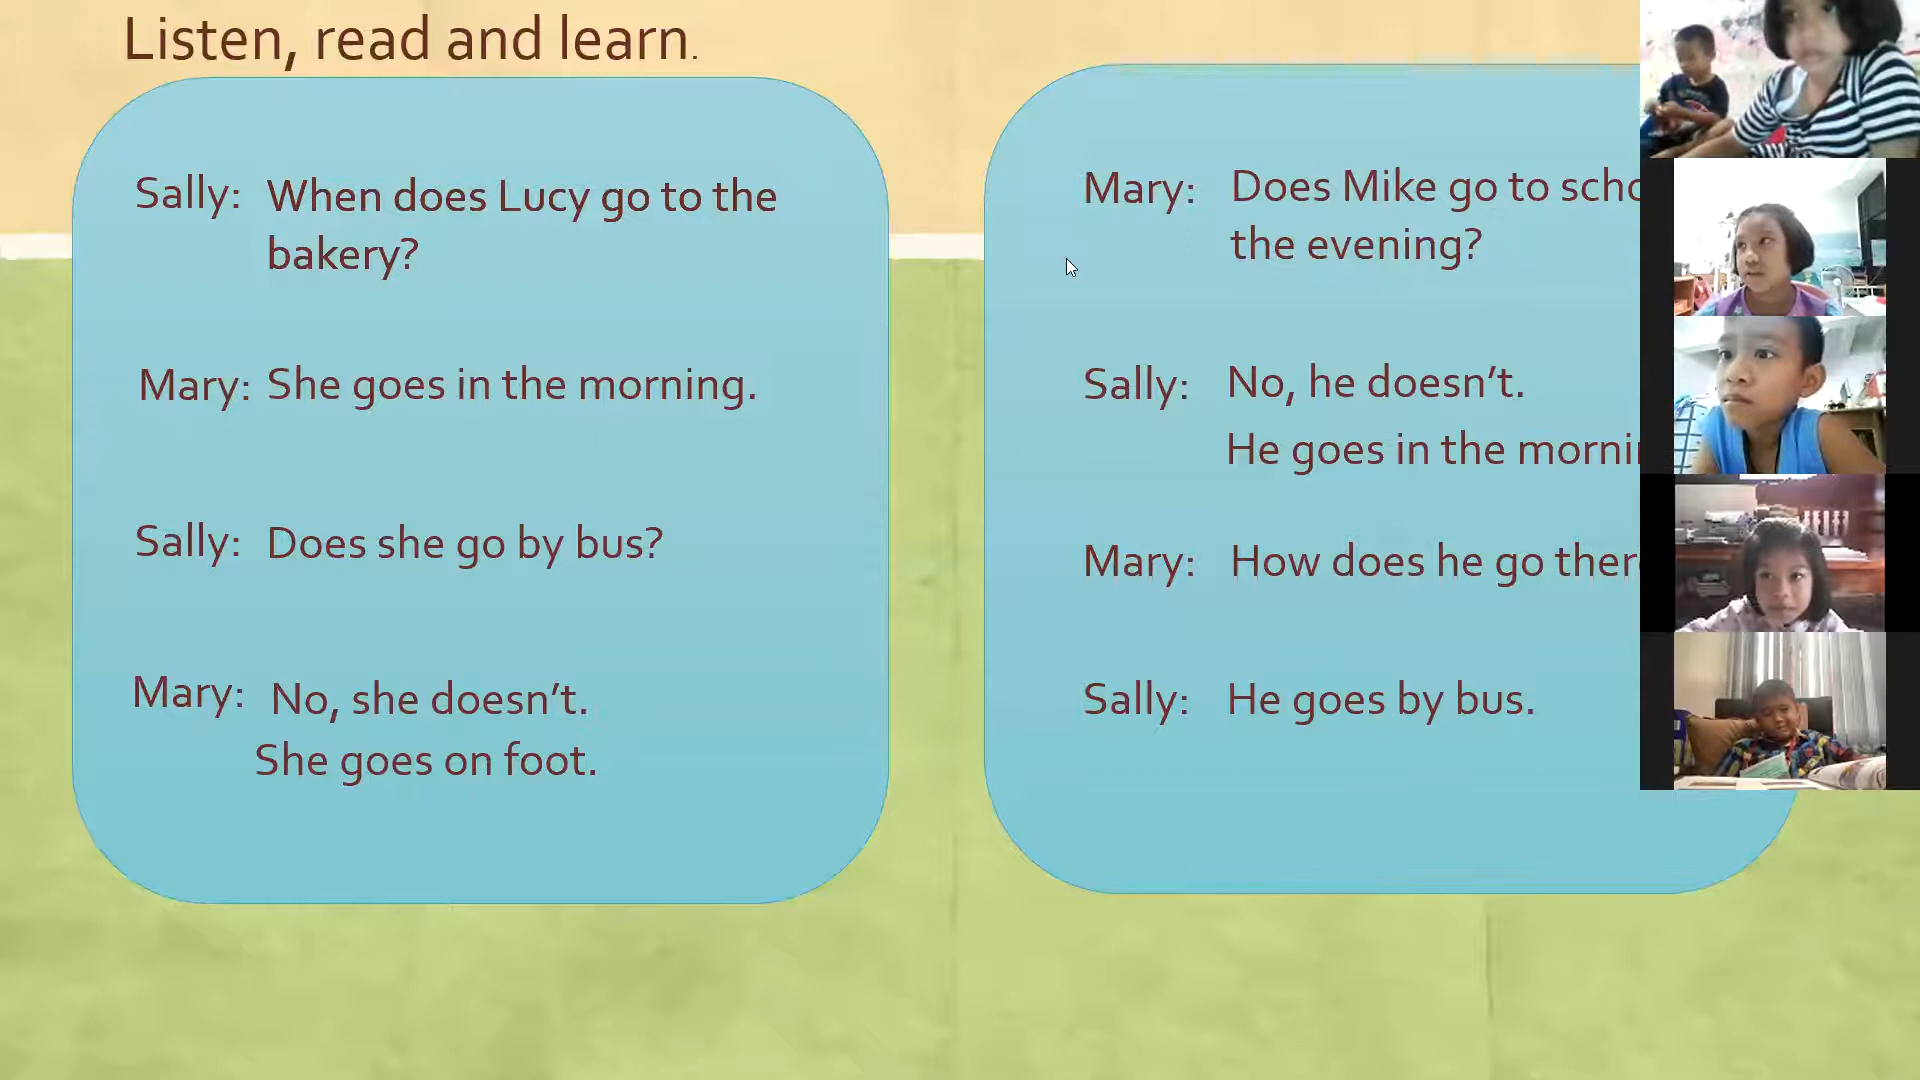 Listen, read and learn.
Sally: When does Lucy go to the
bakery?
Mary: She goes in the morning.
Sally: Does she go by bus?
Mary: No, she doesn’t.
She goes on foot.
Mary: Does Mike go to
the evening?
Sally: No, he doesn’t.
He goes in the
Mary: How does he go
Sally: He goes by bus.